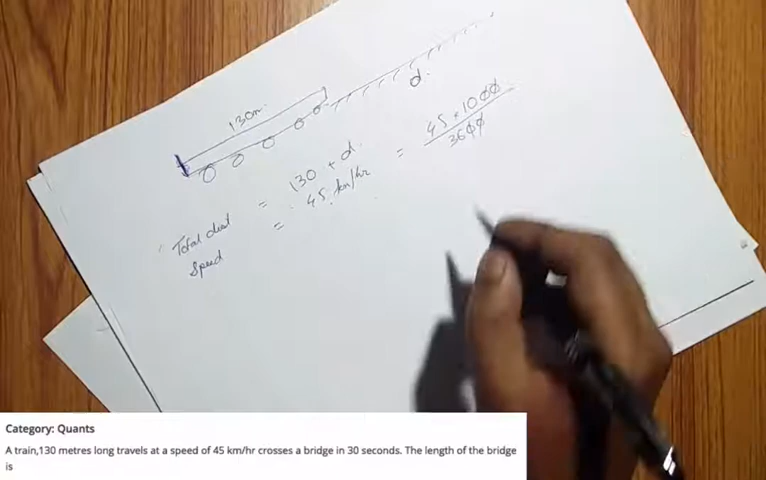 130m.
d.
Total dist = 130 + d.
Speed = 45 km/hr = 45 * 1000 / 3600
Category: Quants
A train,130 metres long travels at a speed of 45 km/hr crosses a bridge in 30 seconds. The length of the bridge
is